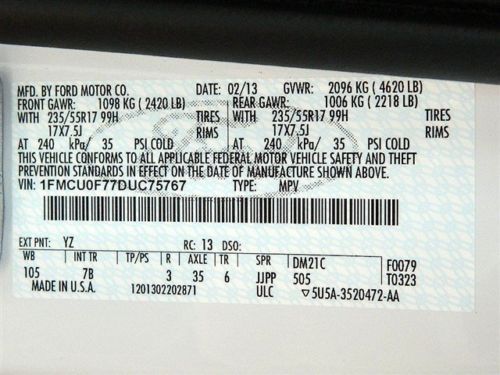 MFD. BY FORD MOTOR CO. DATE: 02/13 GVWR: 2096 KG ( 4620 LB)
FRONT GAWR: 1098 KG ( 2420 LB) REAR GAWR: 1006 KG ( 2218 LB)
WITH 235/55R17 99H TIRES WITH 235/55R17 99H TIRES
17X7.5J RIMS 17X7.5J RIMS
AT 240 kPa/ 35 PSI COLD AT 240 kPa/ 35 PSI COLD
THIS VEHICLE CONFORMS TO ALL APPLICABLE FEDERAL MOTOR VEHICLE SAFETY AND THEFT
PREVENTION STANDARDS IN EFFECT ON THE DATE OF MANUFACTURE SHOWN ABOVE.
VIN: 1FMCU0F77DUC75767 TYPE: MPV
EXT PNT: YZ RC: 13 DSO:
WB INT TR TP/PS R AXLE TR SPR DM21C F0079
105 7B 3 35 6 JJPP 505 T0323
MADE IN U.S.A. 1201302202871 ULC ▽5U5A-3520472-AA